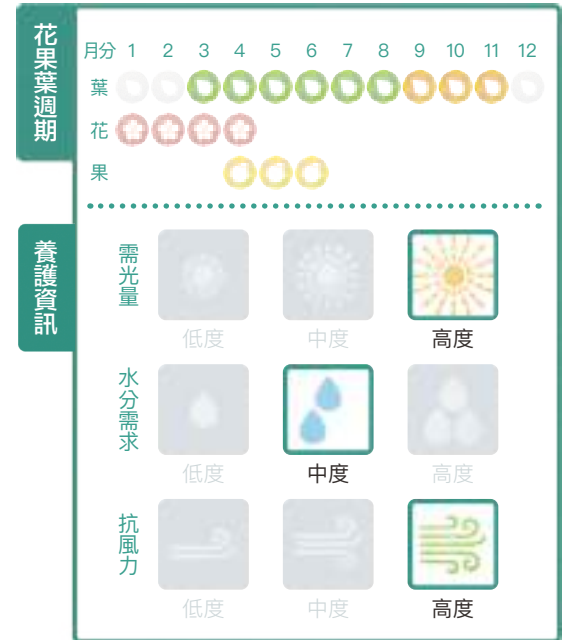 花果葉週期
月分 1 2 3 4 5 6 7 8 9 10 11 12
葉
花
果
養護資訊
需光量
低度 中度 高度
水分需求
低度 中度 高度
抗風力
低度 中度 高度